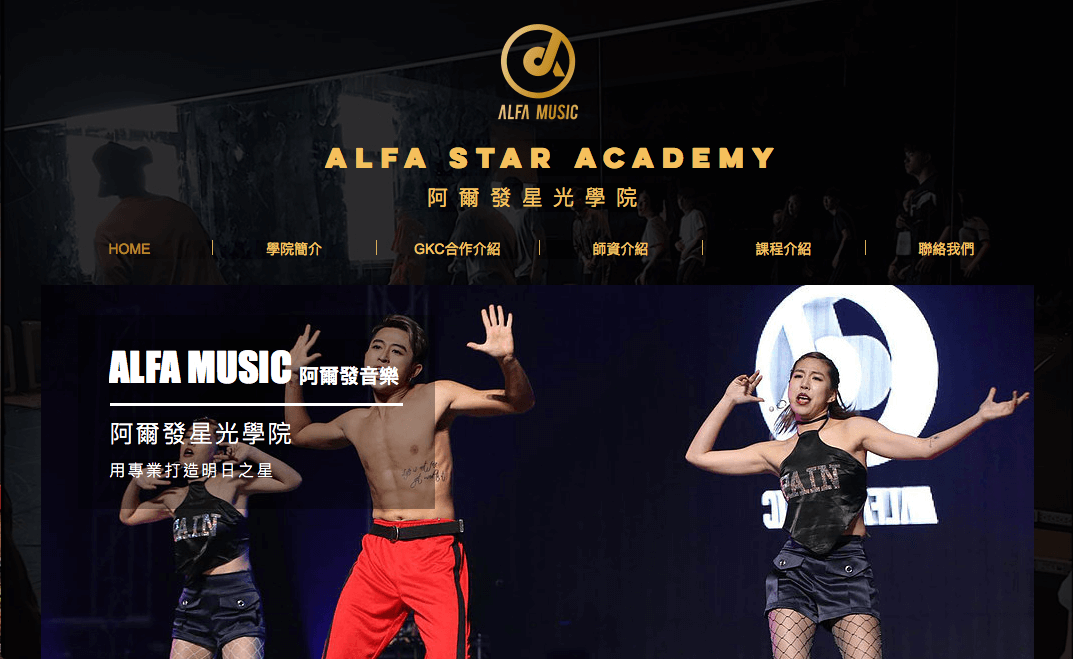 ALFA MUSIC
ALFA STAR ACADEMY
阿爾發星光學院
HOME
學院簡介
GKC合作介紹
師資介紹
課程介紹
聯絡我們
ALFA MUSIC 阿爾發音樂
阿爾發星光學院
用專業打造明日之星